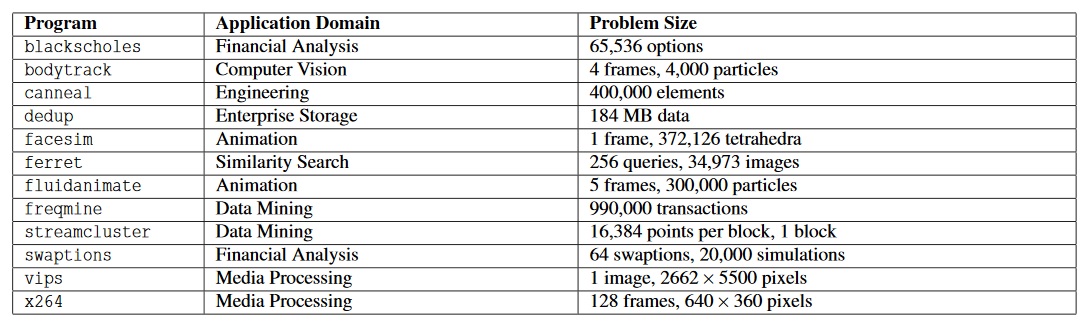 Program Application Domain Problem Size
blackscholes Financial Analysis 65,536 options
bodytrack Computer Vision 4 frames, 4,000 particles
canneal Engineering 400,000 elements
dedup Enterprise Storage 184 MB data
facesim Animation 1 frame, 372,126 tetrahedra
ferret Similarity Search 256 queries, 34,973 images
fluidanimate Animation 5 frames, 300,000 particles
freqmine Data Mining 990,000 transactions
streamcluster Data Mining 16,384 points per block, 1 block
swaptions Financial Analysis 64 swaptions, 20,000 simulations
vips Media Processing 1 image, 2662 × 5500 pixels
x264 Media Processing 128 frames, 640 × 360 pixels